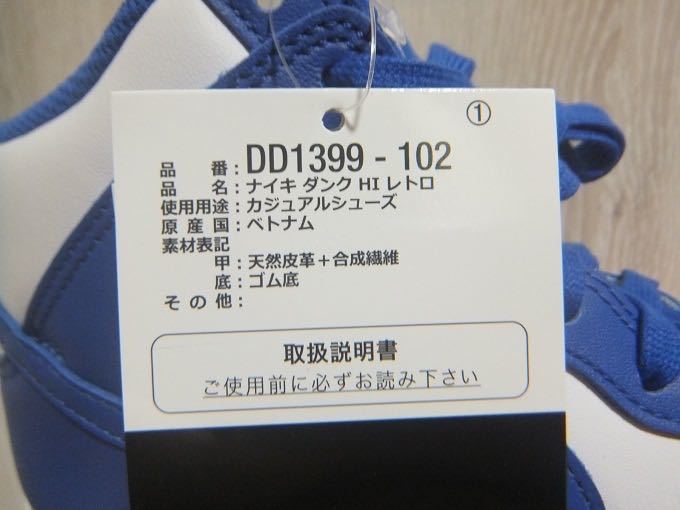 ①
品番:DD1399 - 102
品名:ナイキ ダンク HI レトロ
使用用途:カジュアルシューズ
原産国:ベトナム
素材表記
甲:天然皮革+合成繊維
底:ゴム底
その他:
取扱説明書
ご使用前に必ずお読み下さい